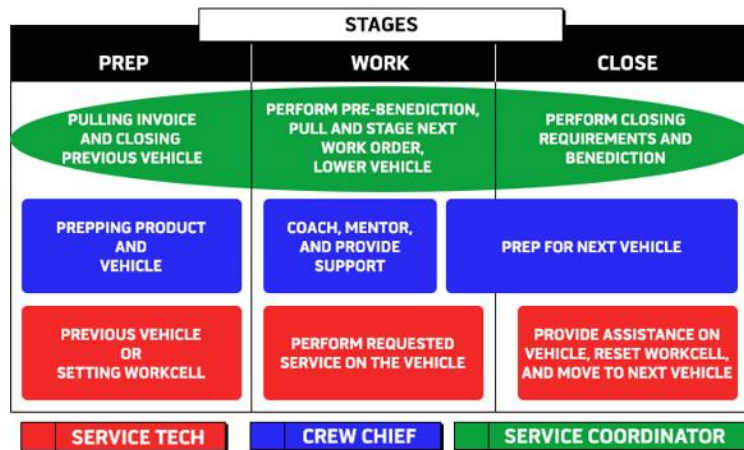 STAGES
PREP
WORK
CLOSE
PULLING INVOICE
AND CLOSING
PREVIOUS VEHICLE
PERFORM PRE-BENEDICTION,
PULL AND STAGE NEXT
WORK ORDER,
LOWER VEHICLE
PERFORM CLOSING
REQUIREMENTS AND
BENEDICTION
PREPPING PRODUCT
AND
VEHICLE
COACH, MENTOR,
AND PROVIDE
SUPPORT
PREP FOR NEXT VEHICLE
PREVIOUS VEHICLE
OR
SETTING WORKCELL
PERFORM REQUESTED
SERVICE ON THE VEHICLE
PROVIDE ASSISTANCE ON
VEHICLE, RESET WORKCELL,
AND MOVE TO NEXT VEHICLE
SERVICE TECH
CREW CHIEF
SERVICE COORDINATOR